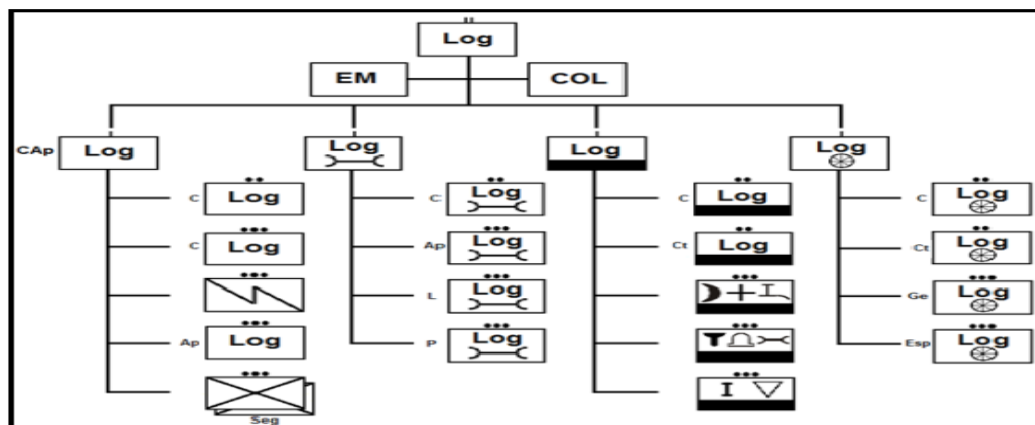 Log
EM COL
CAp Log Log Log Log
C Log C Log C Log C Log
C Log Ap Log Ct Log Ct Log
L Log Ge Log
Ap Log P Log Esp Log
Seg